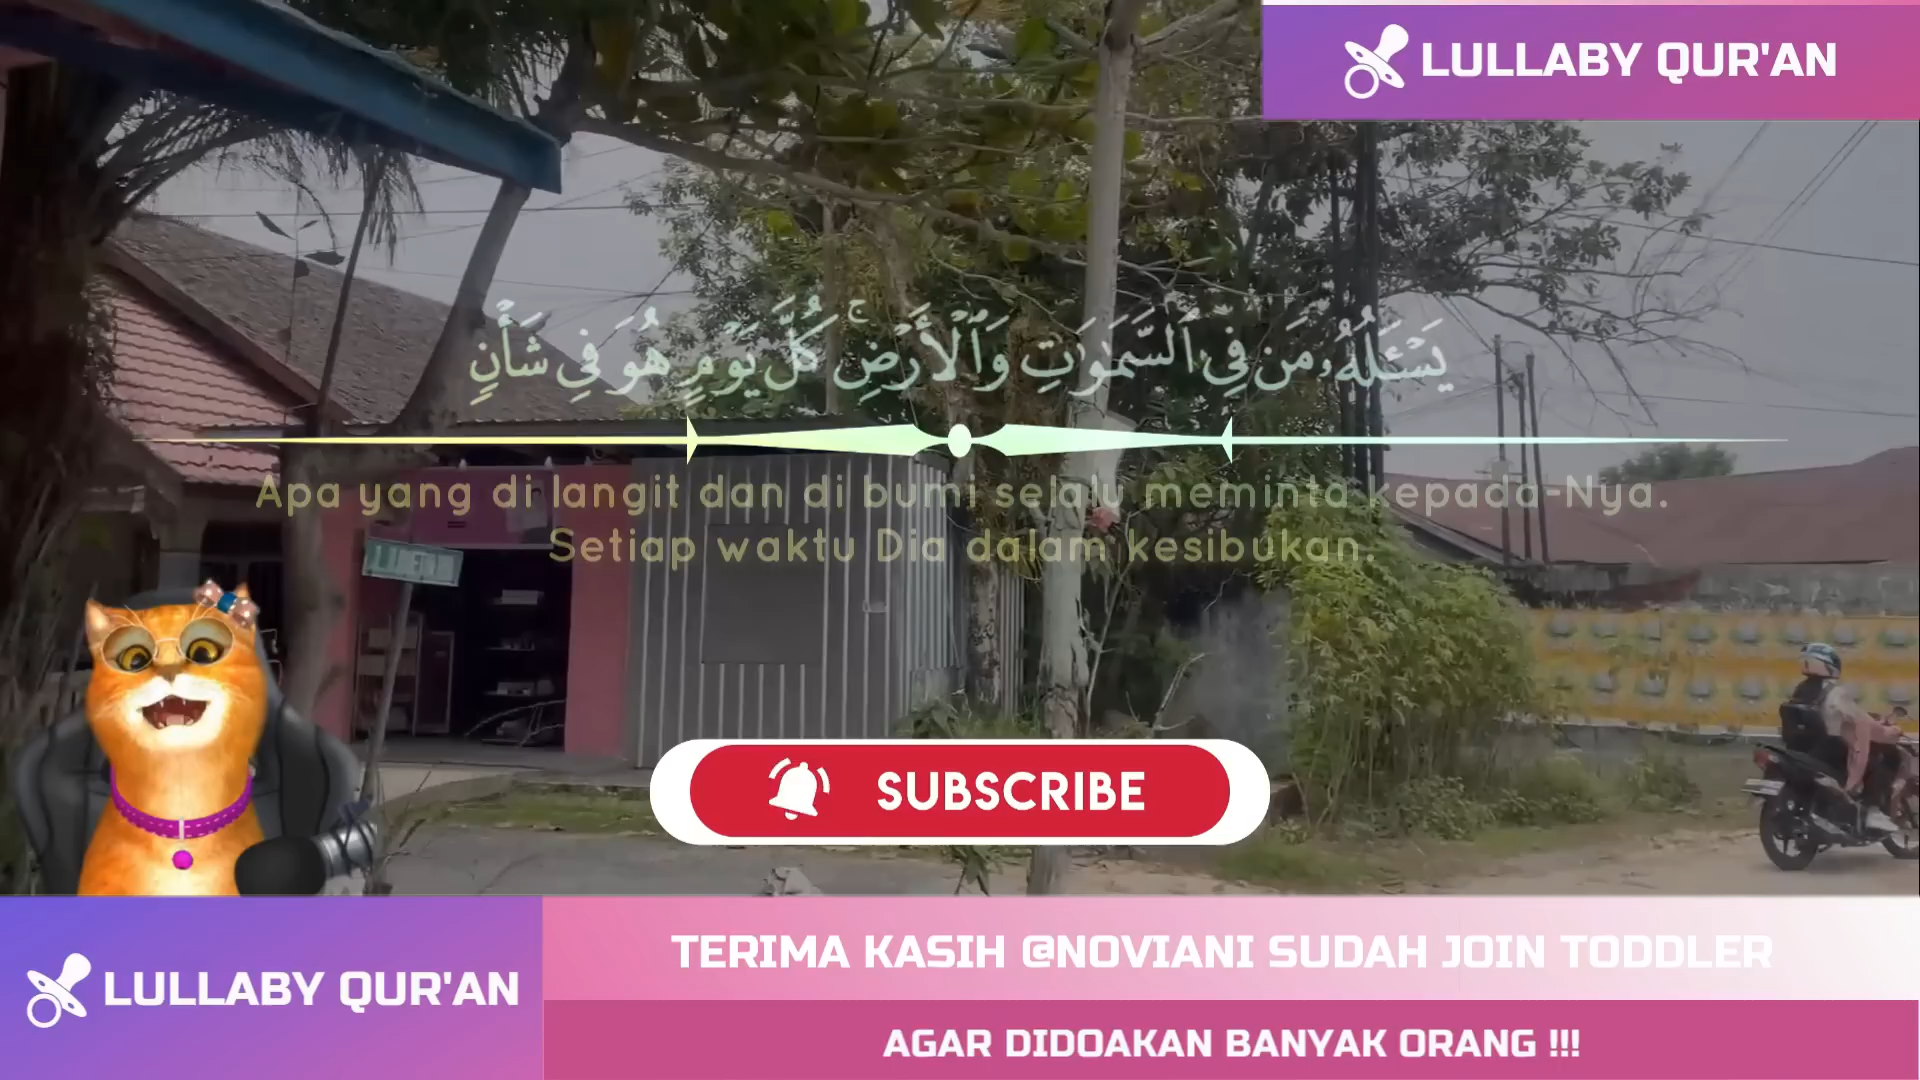 LULLABY QUR'AN
يَسْـَٔلُهُۥ مَن فِي ٱلسَّمَٰوَٰتِ وَٱلْأَرْضِ ۚ كُلَّ يَوْمٍ هُوَ فِي شَأْنٍ
Apa yang di langit dan di bumi selalu meminta kepada-Nya.
Setiap waktu Dia dalam kesibukan.
SUBSCRIBE
LULLABY QUR'AN
TERIMA KASIH @NOVIANI SUDAH JOIN TODDLER
AGAR DIDOAKAN BANYAK ORANG !!!